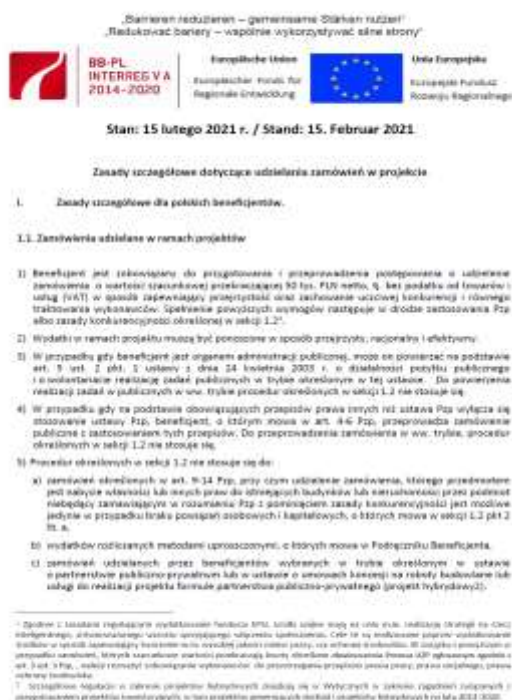 „Barrieren reduzieren – gemeinsame Stärken nutzen”
„Redukować bariery – wspólnie wykorzystywać silne strony”
BB-PL
INTERREG V A
2014-2020
Europäische Union
Europäischer Fonds für
Regionale Entwicklung
Unia Europejska
Europejski Fundusz
Rozwoju Regionalnego
Stan: 15 lutego 2021 r. / Stand: 15. Februar 2021
Zasady szczegółowe dotyczące udzielania zamówień w projekcie
I. Zasady szczegółowe dla polskich beneficjentów.
1.1. Zamówienia udzielane w ramach projektów
1) Beneficjent jest zobowiązany do przygotowania i przeprowadzenia postępowania o udzielenie
zamówienia o wartości szacunkowej przekraczającej 50 tys. PLN netto, tj. bez podatku od towarów i
usług (VAT) w sposób zapewniający przejrzystość oraz zachowanie uczciwej konkurencji i równego
traktowania wykonawców. Spełnienie powyższych wymogów następuje w drodze zastosowania Pzp
albo zasady konkurencyjności określonej w sekcji 1.2¹.
2) Wydatki w ramach projektu muszą być ponoszone w sposób przejrzysty, racjonalny i efektywny.
3) W przypadku gdy beneficjent jest organem administracji publicznej, może on powierzać na podstawie
art. 5 ust. 2 pkt. 1 ustawy z dnia 24 kwietnia 2003 r. o działalności pożytku publicznego
i o wolontariacie realizację zadań publicznych w trybie określonym w tej ustawie. Do powierzenia
realizacji zadań w publicznych w ww. trybie procedur określonych w sekcji 1.2 nie stosuje się.
4) W przypadku gdy na podstawie obowiązujących przepisów prawa innych niż ustawa Pzp wyłącza się
stosowanie ustawy Pzp, beneficjent, o którym mowa w art. 4-6 Pzp, przeprowadza zamówienie
publiczne z zastosowaniem tych przepisów. Do przeprowadzenia zamówienia w ww. trybie, procedur
określonych w sekcji 1.2 nie stosuje się.
5) Procedur określonych w sekcji 1.2 nie stosuje się do:
a) zamówień określonych w art. 9-14 Pzp, przy czym udzielenie zamówienia, którego przedmiotem
jest nabycie własności lub innych praw do istniejących budynków lub nieruchomości przez podmiot
niebędący zamawiającym w rozumieniu Pzp z pominięciem zasady konkurencyjności jest możliwe
jedynie w przypadku braku powiązań osobowych i kapitałowych, o których mowa w sekcji 1.2 pkt 2
lit. a,
b) wydatków rozliczanych metodami uproszczonymi, o których mowa w Podręczniku Beneficjenta,
c) zamówień udzielanych przez beneficjentów wybranych w trybie określonym w ustawie
o partnerstwie publiczno-prywatnym lub w ustawie o umowach koncesji na roboty budowlane lub
usługi do realizacji projektu formule partnerstwa publiczno-prywatnego (projekt hybrydowy2).